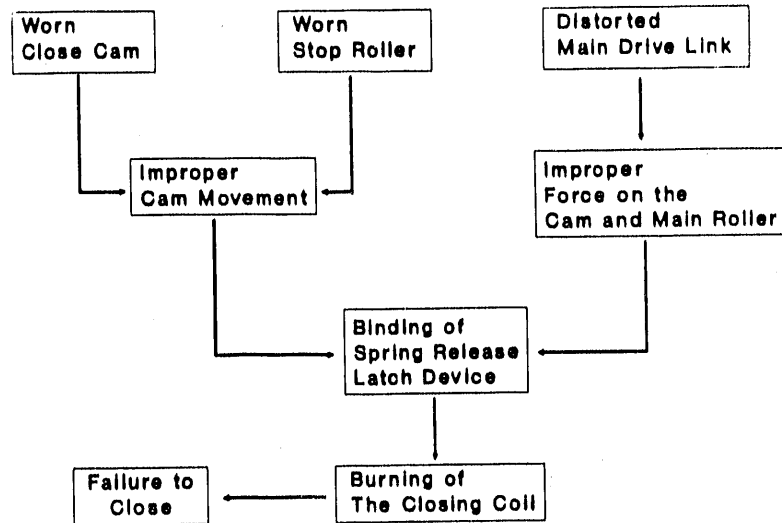 Worn
Close Cam
Worn
Stop Roller
Distorted
Main Drive Link
Improper
Cam Movement
Improper
Force on the
Cam and Main Roller
Binding of
Spring Release
Latch Device
Failure to
Close
Burning of
The Closing Coil